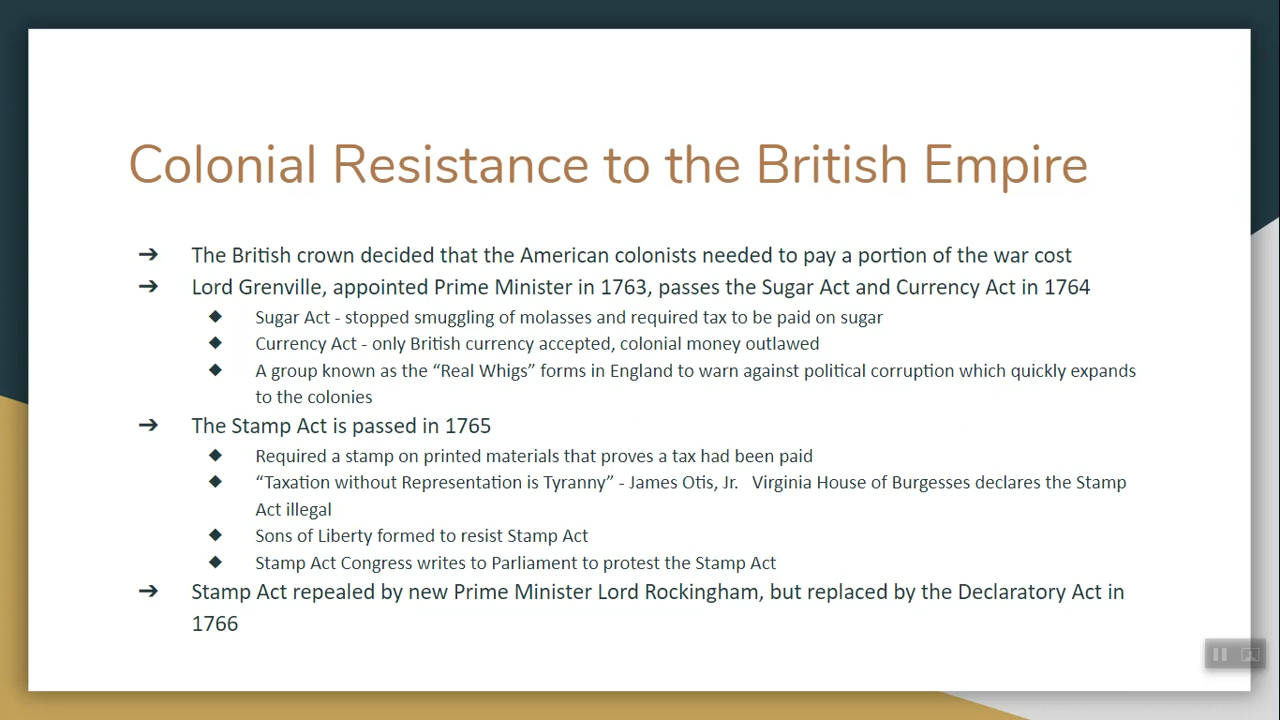 Colonial Resistance to the British Empire
➔ The British crown decided that the American colonists needed to pay a portion of the war cost
➔ Lord Grenville, appointed Prime Minister in 1763, passes the Sugar Act and Currency Act in 1764
◆ Sugar Act - stopped smuggling of molasses and required tax to be paid on sugar
◆ Currency Act - only British currency accepted, colonial money outlawed
◆ A group known as the “Real Whigs” forms in England to warn against political corruption which quickly expands
to the colonies
➔ The Stamp Act is passed in 1765
◆ Required a stamp on printed materials that proves a tax had been paid
◆ “Taxation without Representation is Tyranny” - James Otis, Jr.   Virginia House of Burgesses declares the Stamp
Act illegal
◆ Sons of Liberty formed to resist Stamp Act
◆ Stamp Act Congress writes to Parliament to protest the Stamp Act
➔ Stamp Act repealed by new Prime Minister Lord Rockingham, but replaced by the Declaratory Act in
1766